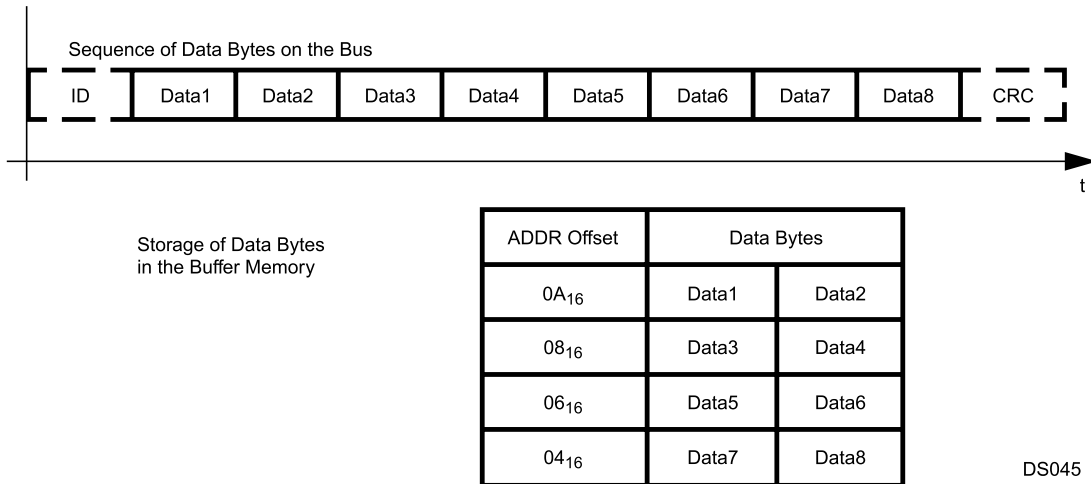 Sequence of Data Bytes on the Bus
ID Data1 Data2 Data3 Data4 Data5 Data6 Data7 Data8 CRC
t
Storage of Data Bytes
in the Buffer Memory
ADDR Offset Data Bytes
0A16 Data1 Data2
0816 Data3 Data4
0616 Data5 Data6
0416 Data7 Data8
DS045